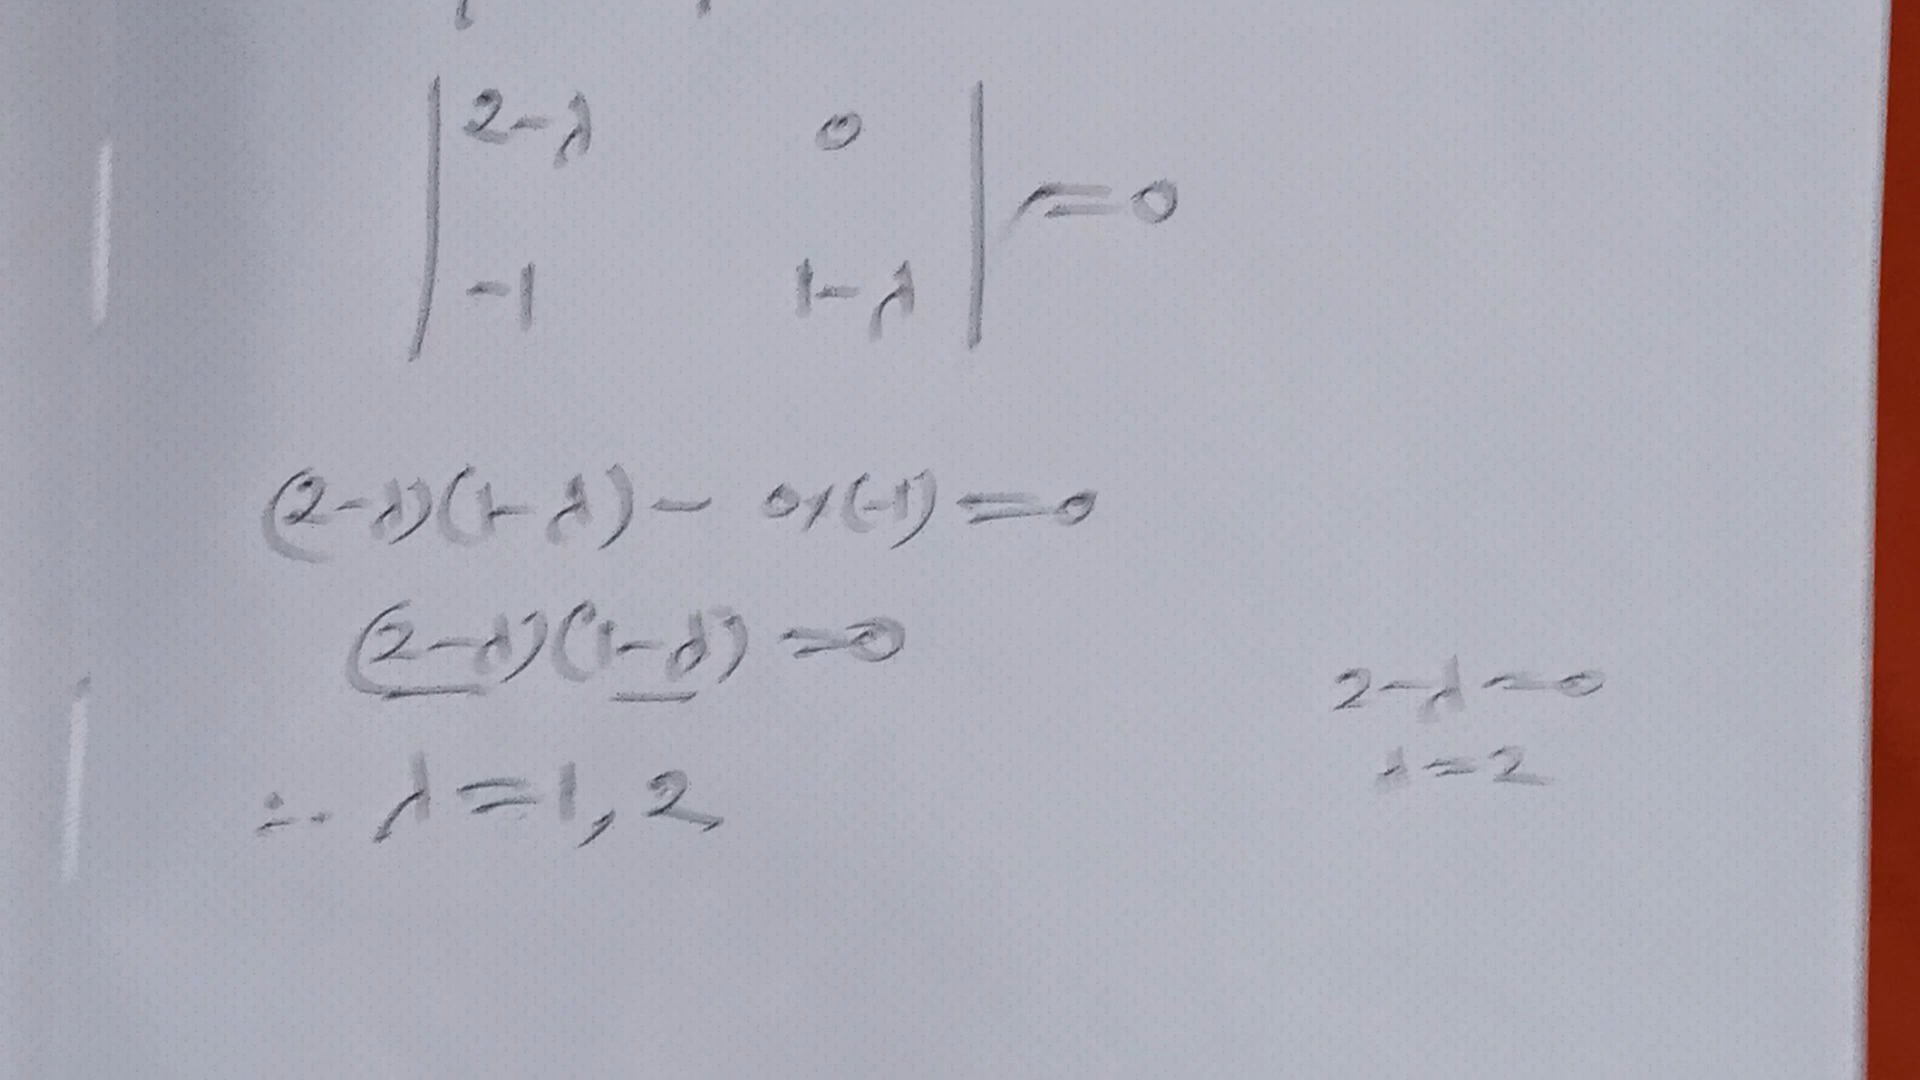 | 2-λ 0 |
| -1 1-λ | = 0
(2-λ)(1-λ) - 0×(-1) = 0
(2-λ)(1-λ) = 0
2-λ = 0
λ = 2
∴ λ = 1, 2